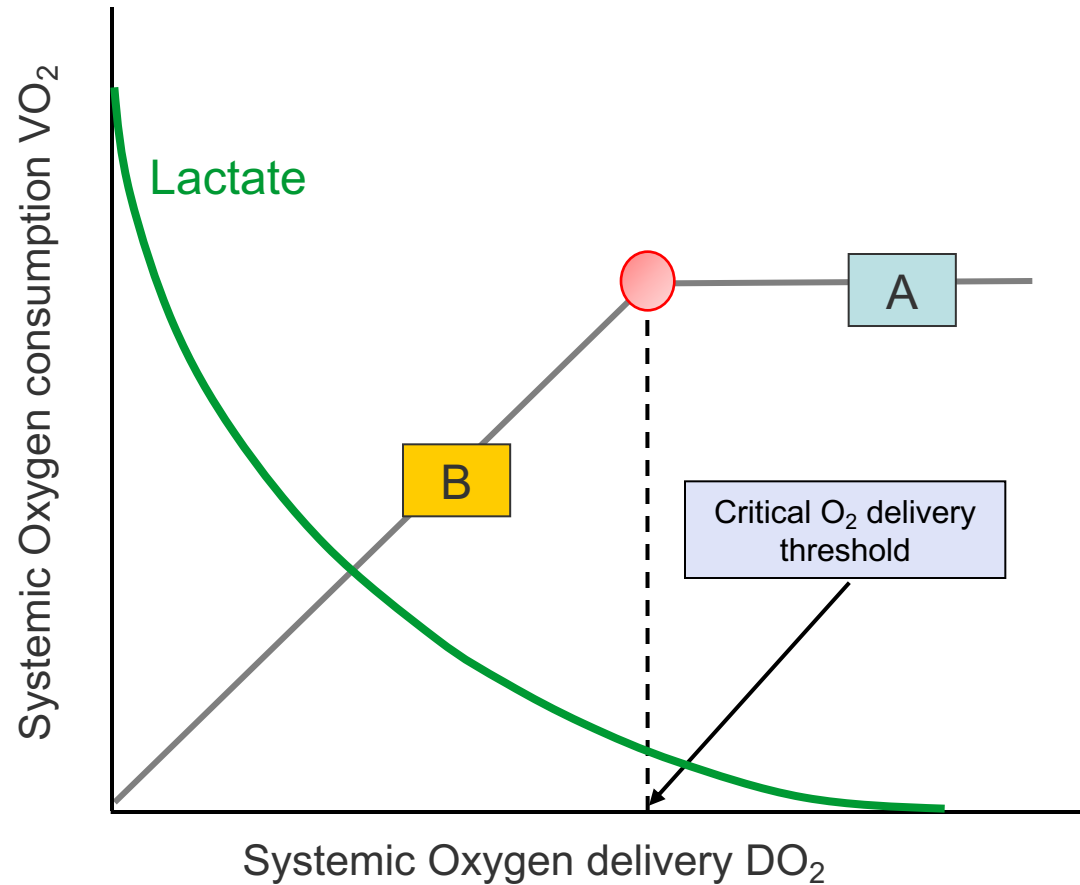 Systemic Oxygen consumption VO₂
Lactate
A
B
Critical O₂ delivery
threshold
Systemic Oxygen delivery DO₂